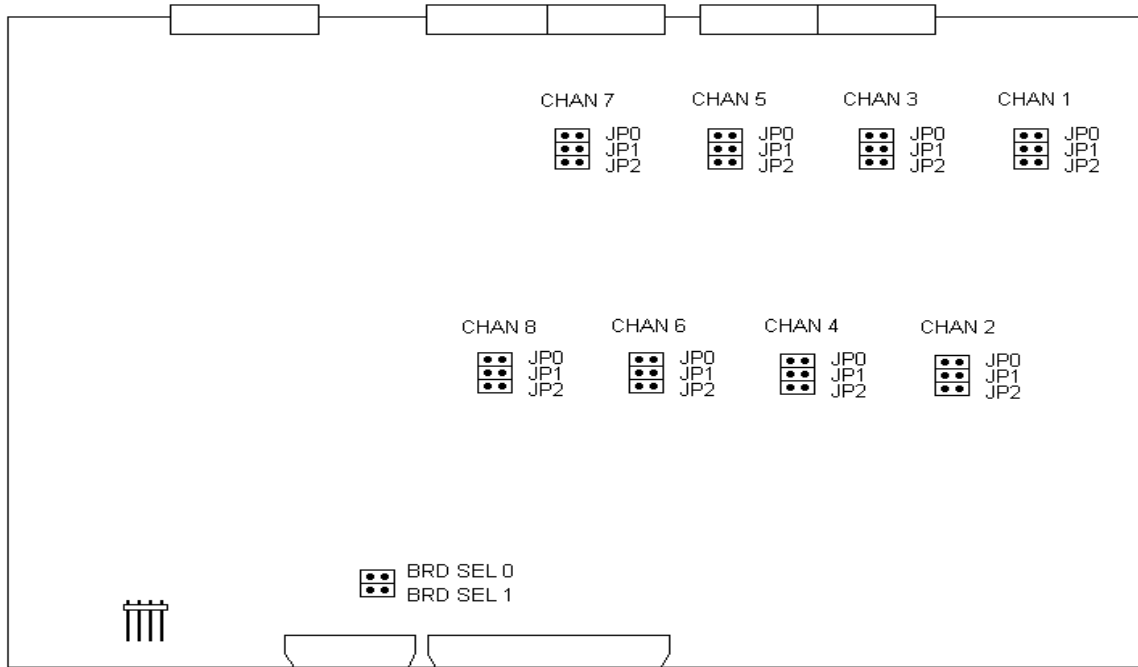 CHAN 7
CHAN 5
CHAN 3
CHAN 1
JP0
JP1
JP2
JP0
JP1
JP2
JP0
JP1
JP2
JP0
JP1
JP2
CHAN 8
CHAN 6
CHAN 4
CHAN 2
JP0
JP1
JP2
JP0
JP1
JP2
JP0
JP1
JP2
JP0
JP1
JP2
BRD SEL 0
BRD SEL 1